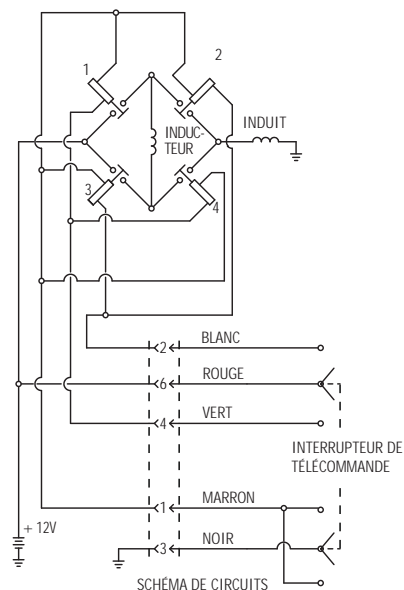 1
2
INDUIT
INDUC-
TEUR
3
4
2 BLANC
6 ROUGE
4 VERT
INTERRUPTEUR DE
TÉLÉCOMMANDE
1 MARRON
+ 12V
3 NOIR
SCHÉMA DE CIRCUITS